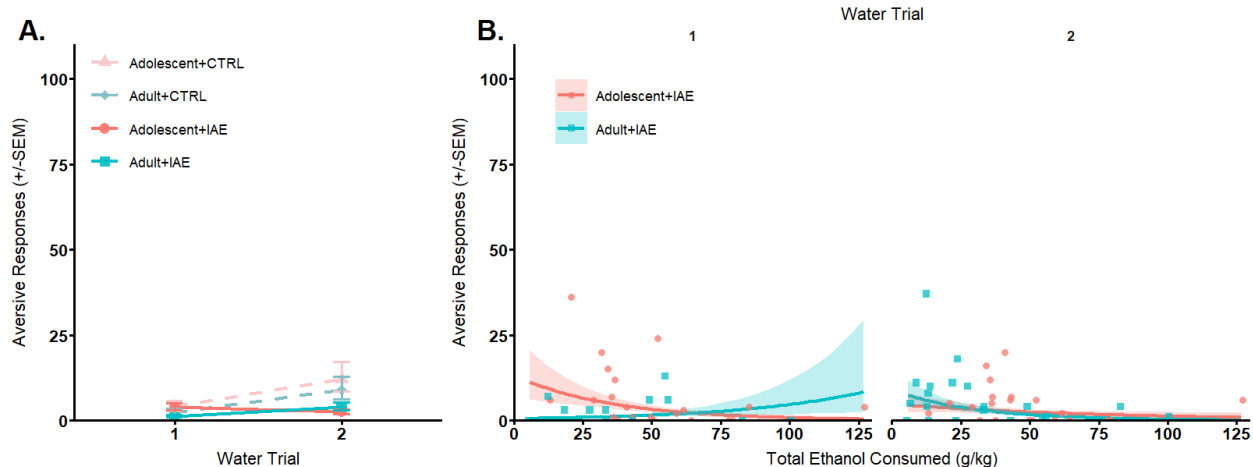 A.
Aversive Responses (+/-SEM)
100
75
50
25
0
Adolescent+CTRL
Adult+CTRL
Adolescent+IAE
Adult+IAE
1
2
Water Trial
B.
Water Trial
1
2
Aversive Responses (+/-SEM)
100
75
50
25
0
Adolescent+IAE
Adult+IAE
0
25
50
75
100
125
0
25
50
75
100
125
Total Ethanol Consumed (g/kg)